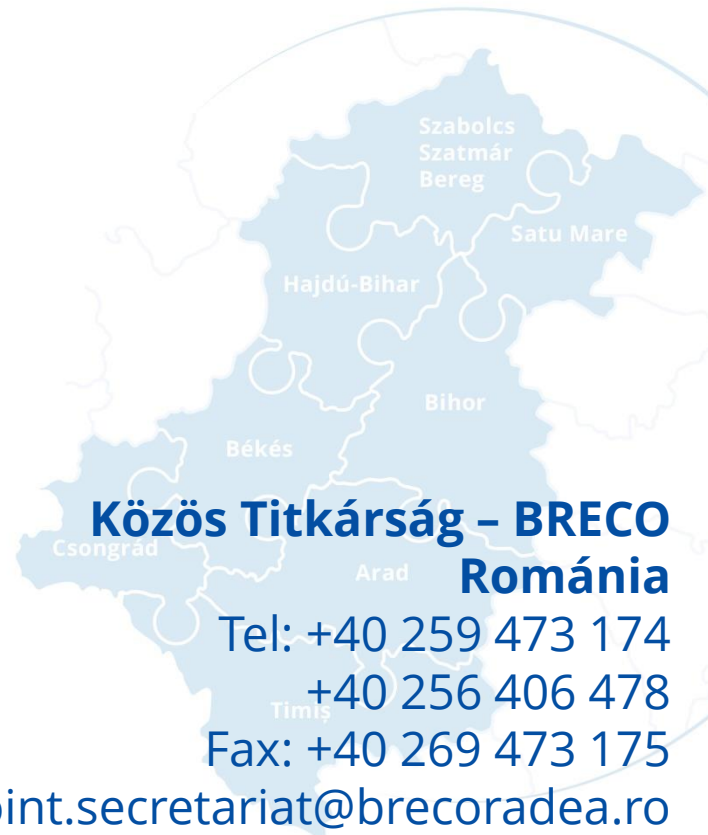 Szabolcs
Szatmár
Bereg
Satu Mare
Hajdú-Bihar
Bihor
Békés
Közös Titkárság – BRECO
Csongrád
Románia
Arad
Tel: +40 259 473 174
+40 256 406 478
Timiș
Fax: +40 269 473 175
oint.secretariat@brecoradea.ro